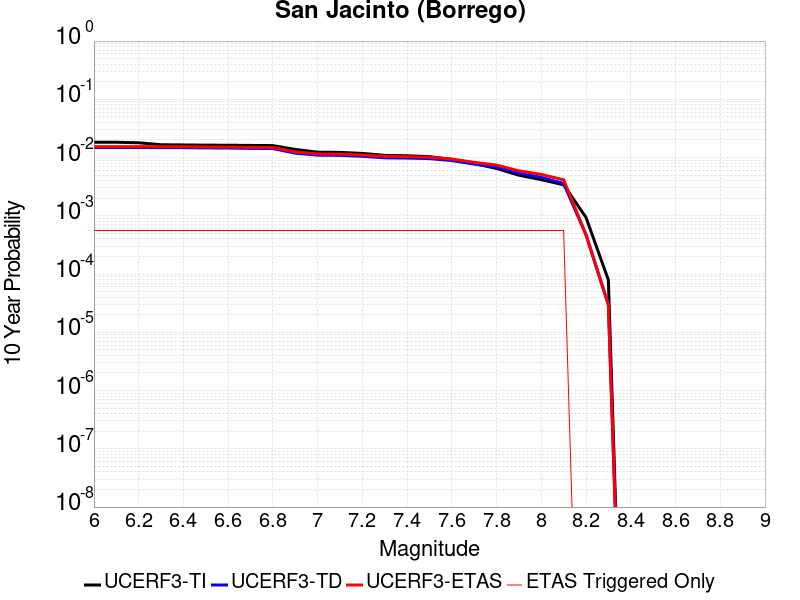 San Jacinto (Borrego)
10 0
10 -1
10 -2
10 -3
10 -4
10 -5
10 -6
10 -7
10 -8
10 Year Probability
6 6.2 6.4 6.6 6.8 7 7.2 7.4 7.6 7.8 8 8.2 8.4 8.6 8.8 9
Magnitude
UCERF3-TI UCERF3-TD UCERF3-ETAS ETAS Triggered Only